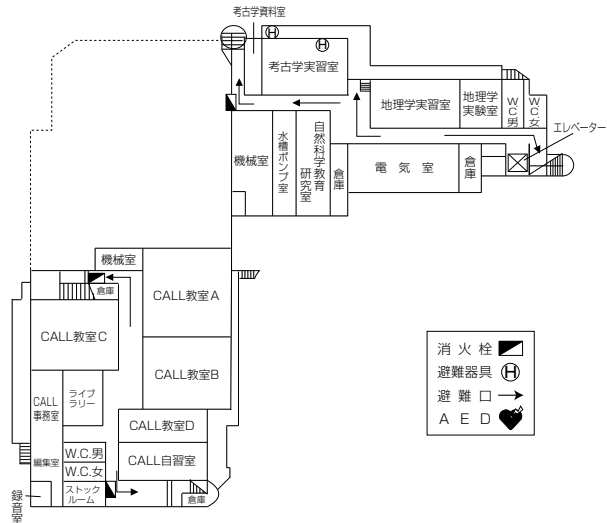 考古学資料室
考古学実習室
地理学実習室
地理学
実験室
W.C.男
W.C.女
エレベーター
機械室
水槽ポンプ室
自然科学教育
研究室
倉庫
電気室
倉庫
機械室
倉庫
CALL教室A
CALL教室C
CALL教室B
CALL
事務室
ライブ
ラリー
CALL教室D
編集室
W.C.男
W.C.女
CALL自習室
ストック
ルーム
倉庫
録音室
消火栓
避難器具
H
避難口
AED
H
H